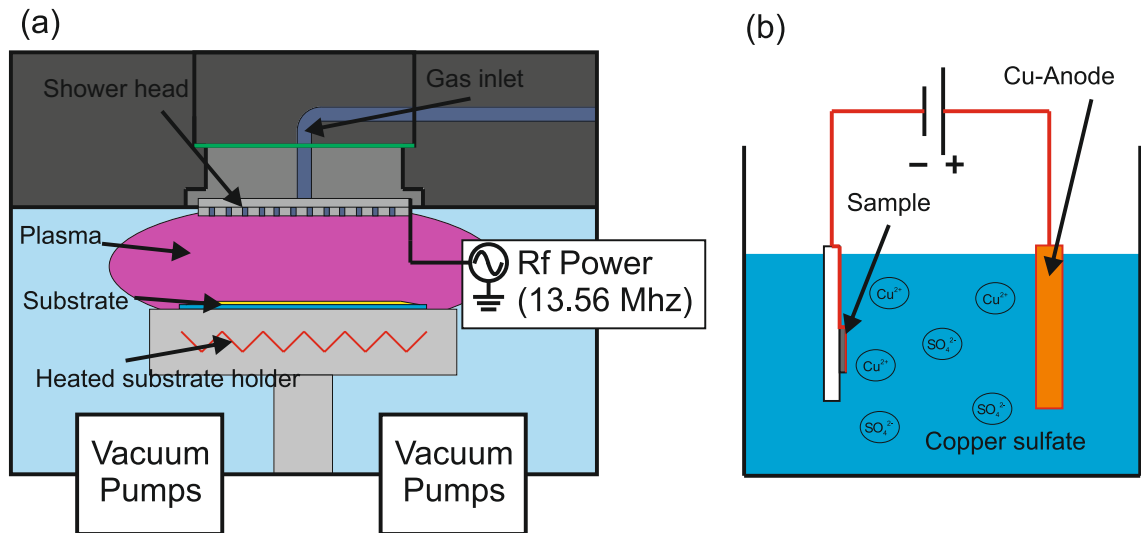 (a)
Shower head
Gas inlet
Plasma
Substrate
Rf Power
(13.56 Mhz)
Heated substrate holder
Vacuum
Pumps
Vacuum
Pumps
(b)
Cu-Anode
− +
Sample
Cu²⁺
Cu²⁺
SO₄²⁻
Cu²⁺
SO₄²⁻
SO₄²⁻
Copper sulfate